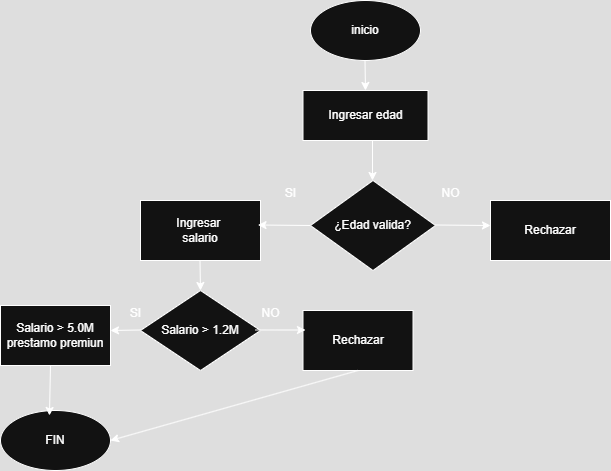 inicio
Ingresar edad
¿Edad valida?
SI
NO
Ingresar
salario
Rechazar
Salario > 1.2M
SI
NO
Salario > 5.0M
prestamo premiun
Rechazar
FIN